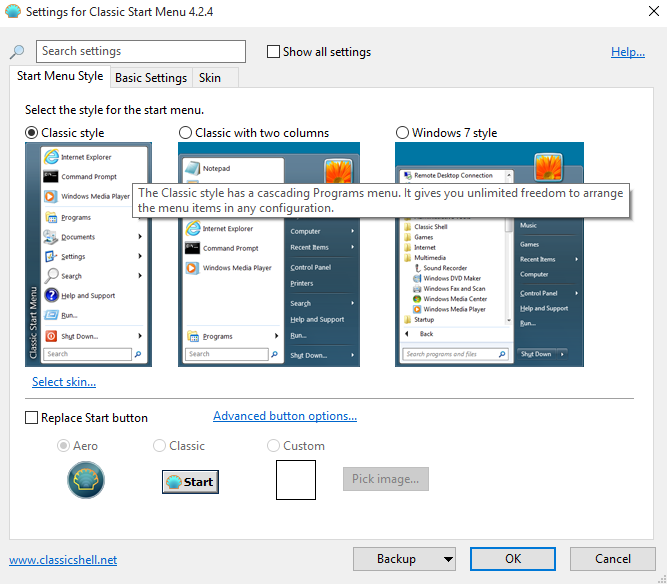 Settings for Classic Start Menu 4.2.4
Search settings
Show all settings
Help...
Start Menu Style
Basic Settings
Skin
Select the style for the start menu.
Classic style
Classic with two columns
Windows 7 style
Internet Explorer
Command Prompt
Windows Media Player
Programs
Documents
Settings
Search
Help and Support
Run...
Shut Down...
Search
Classic Start Menu
Notepad
Internet Explorer
Command Prompt
Windows Media Player
Programs
Search
Computer
Recent Items
Control Panel
Printers
Search
Help and Support
Run...
Shut Down...
Remote Desktop Connection
The Classic style has a cascading Programs menu. It gives you unlimited freedom to arrange
the menu items in any configuration.
Classic Shell
Games
Internet
Multimedia
Sound Recorder
Windows DVD Maker
Windows Fax and Scan
Windows Media Center
Windows Media Player
Startup
Back
Search programs and files
Music
Games
Recent Items
Computer
Control Panel
Help and Support
Run...
Shut Down
Select skin...
Replace Start button
Advanced button options...
Aero
Classic
Custom
Start
Pick image...
www.classicshell.net
Backup
OK
Cancel